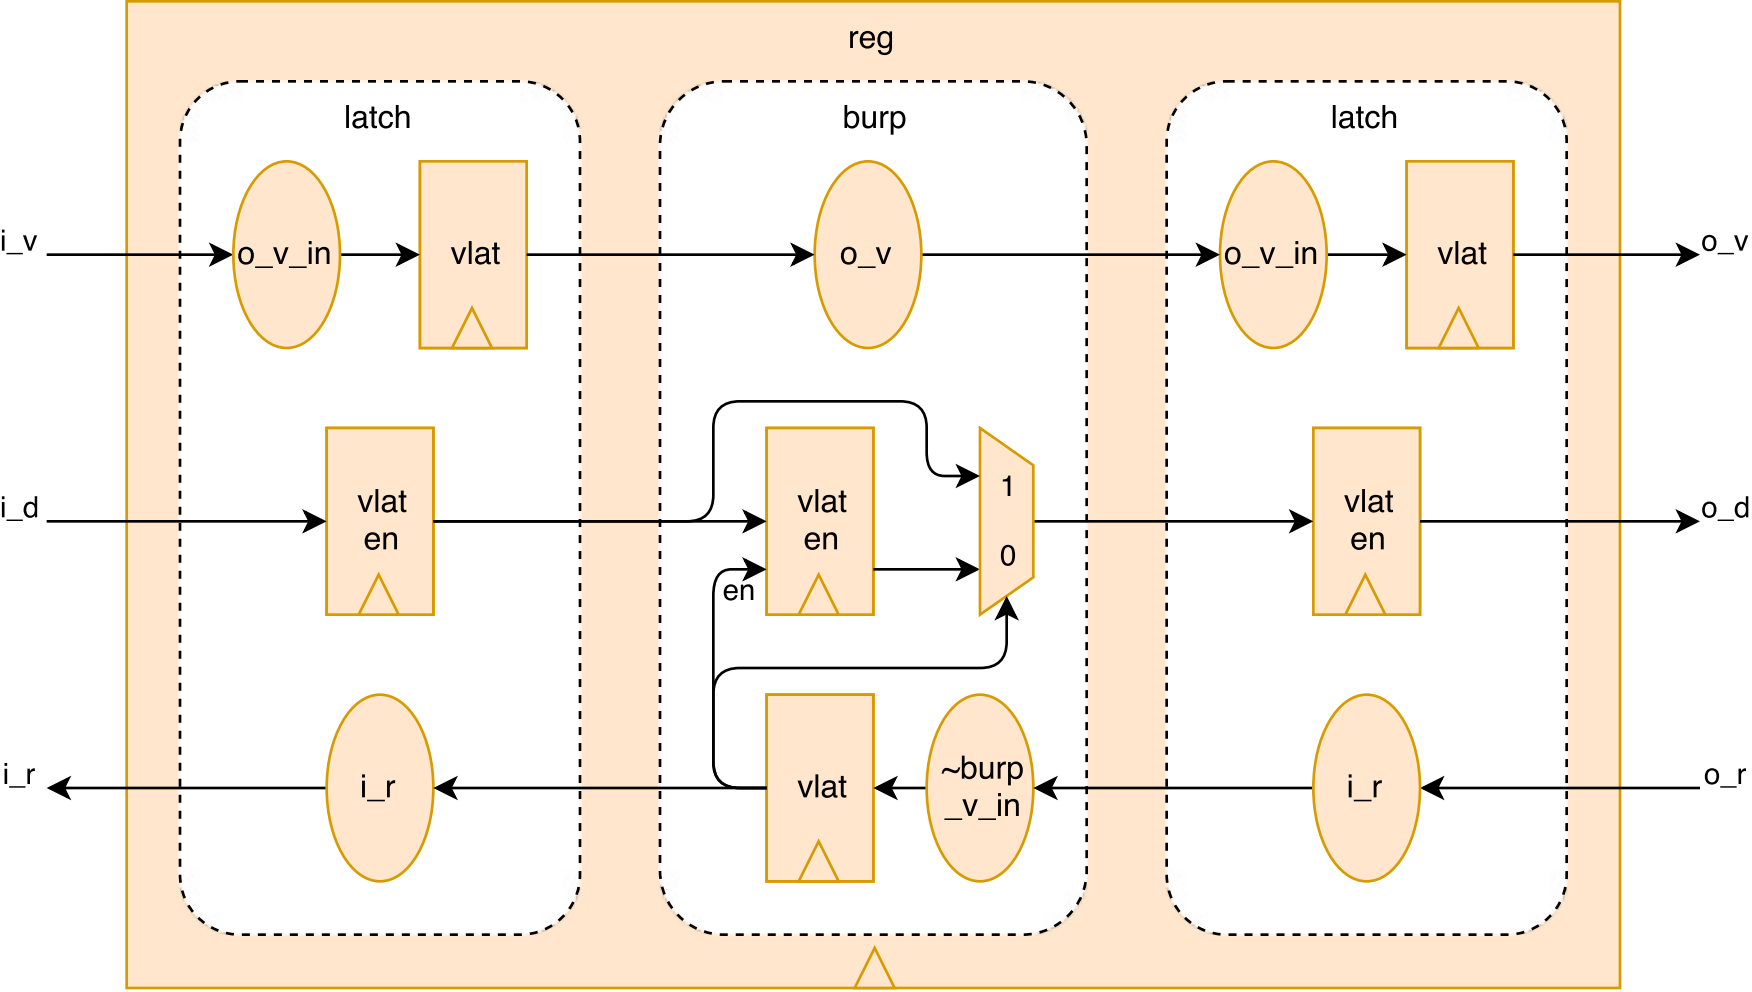 reg
latch
burp
latch
i_v
o_v_in
vlat
o_v
o_v_in
vlat
o_v
i_d
vlat
en
vlat
en
en
1
0
vlat
en
o_d
i_r
i_r
vlat
~burp
_v_in
i_r
o_r